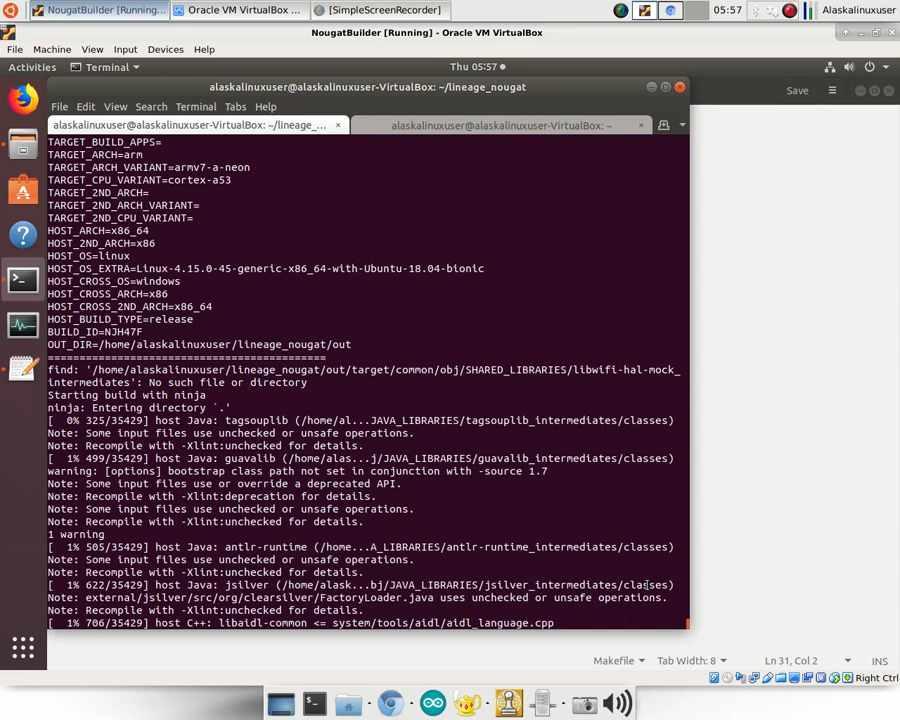 NougatBuilder [Running...
Oracle VM VirtualBox ...
[SimpleScreenRecorder]
05:57
Alaskalinuxuser
NougatBuilder [Running] - Oracle VM VirtualBox
File Machine View Input Devices Help
Activities Terminal Thu 05:57
alaskalinuxuser@alaskalinuxuser-VirtualBox: ~/lineage_nougat
Save
File Edit View Search Terminal Tabs Help
alaskalinuxuser@alaskalinuxuser-VirtualBox: ~/lineage_... × alaskalinuxuser@alaskalinuxuser-VirtualBox: ~ ×
TARGET_BUILD_APPS=
TARGET_ARCH=arm
TARGET_ARCH_VARIANT=armv7-a-neon
TARGET_CPU_VARIANT=cortex-a53
TARGET_2ND_ARCH=
TARGET_2ND_ARCH_VARIANT=
TARGET_2ND_CPU_VARIANT=
HOST_ARCH=x86_64
HOST_2ND_ARCH=x86
HOST_OS=linux
HOST_OS_EXTRA=Linux-4.15.0-45-generic-x86_64-with-Ubuntu-18.04-bionic
HOST_CROSS_OS=windows
HOST_CROSS_ARCH=x86
HOST_CROSS_2ND_ARCH=x86_64
HOST_BUILD_TYPE=release
BUILD_ID=NJH47F
OUT_DIR=/home/alaskalinuxuser/lineage_nougat/out
============================================
find: '/home/alaskalinuxuser/lineage_nougat/out/target/common/obj/SHARED_LIBRARIES/libwifi-hal-mock_
intermediates': No such file or directory
Starting build with ninja
ninja: Entering directory `.'
[  0% 325/35429] host Java: tagsouplib (/home/al...JAVA_LIBRARIES/tagsouplib_intermediates/classes)
Note: Some input files use unchecked or unsafe operations.
Note: Recompile with -Xlint:unchecked for details.
[  1% 499/35429] host Java: guavalib (/home/alas...j/JAVA_LIBRARIES/guavalib_intermediates/classes)
warning: [options] bootstrap class path not set in conjunction with -source 1.7
Note: Some input files use or override a deprecated API.
Note: Recompile with -Xlint:deprecation for details.
Note: Some input files use unchecked or unsafe operations.
Note: Recompile with -Xlint:unchecked for details.
1 warning
[  1% 505/35429] host Java: antlr-runtime (/home...A_LIBRARIES/antlr-runtime_intermediates/classes)
Note: Some input files use unchecked or unsafe operations.
Note: Recompile with -Xlint:unchecked for details.
[  1% 622/35429] host Java: jsilver (/home/alask...bj/JAVA_LIBRARIES/jsilver_intermediates/classes)
Note: external/jsilver/src/org/clearsilver/FactoryLoader.java uses unchecked or unsafe operations.
Note: Recompile with -Xlint:unchecked for details.
[  1% 706/35429] host C++: libaidl-common <= system/tools/aidl/aidl_language.cpp
Makefile Tab Width: 8 Ln 31, Col 2 INS
Right Ctrl